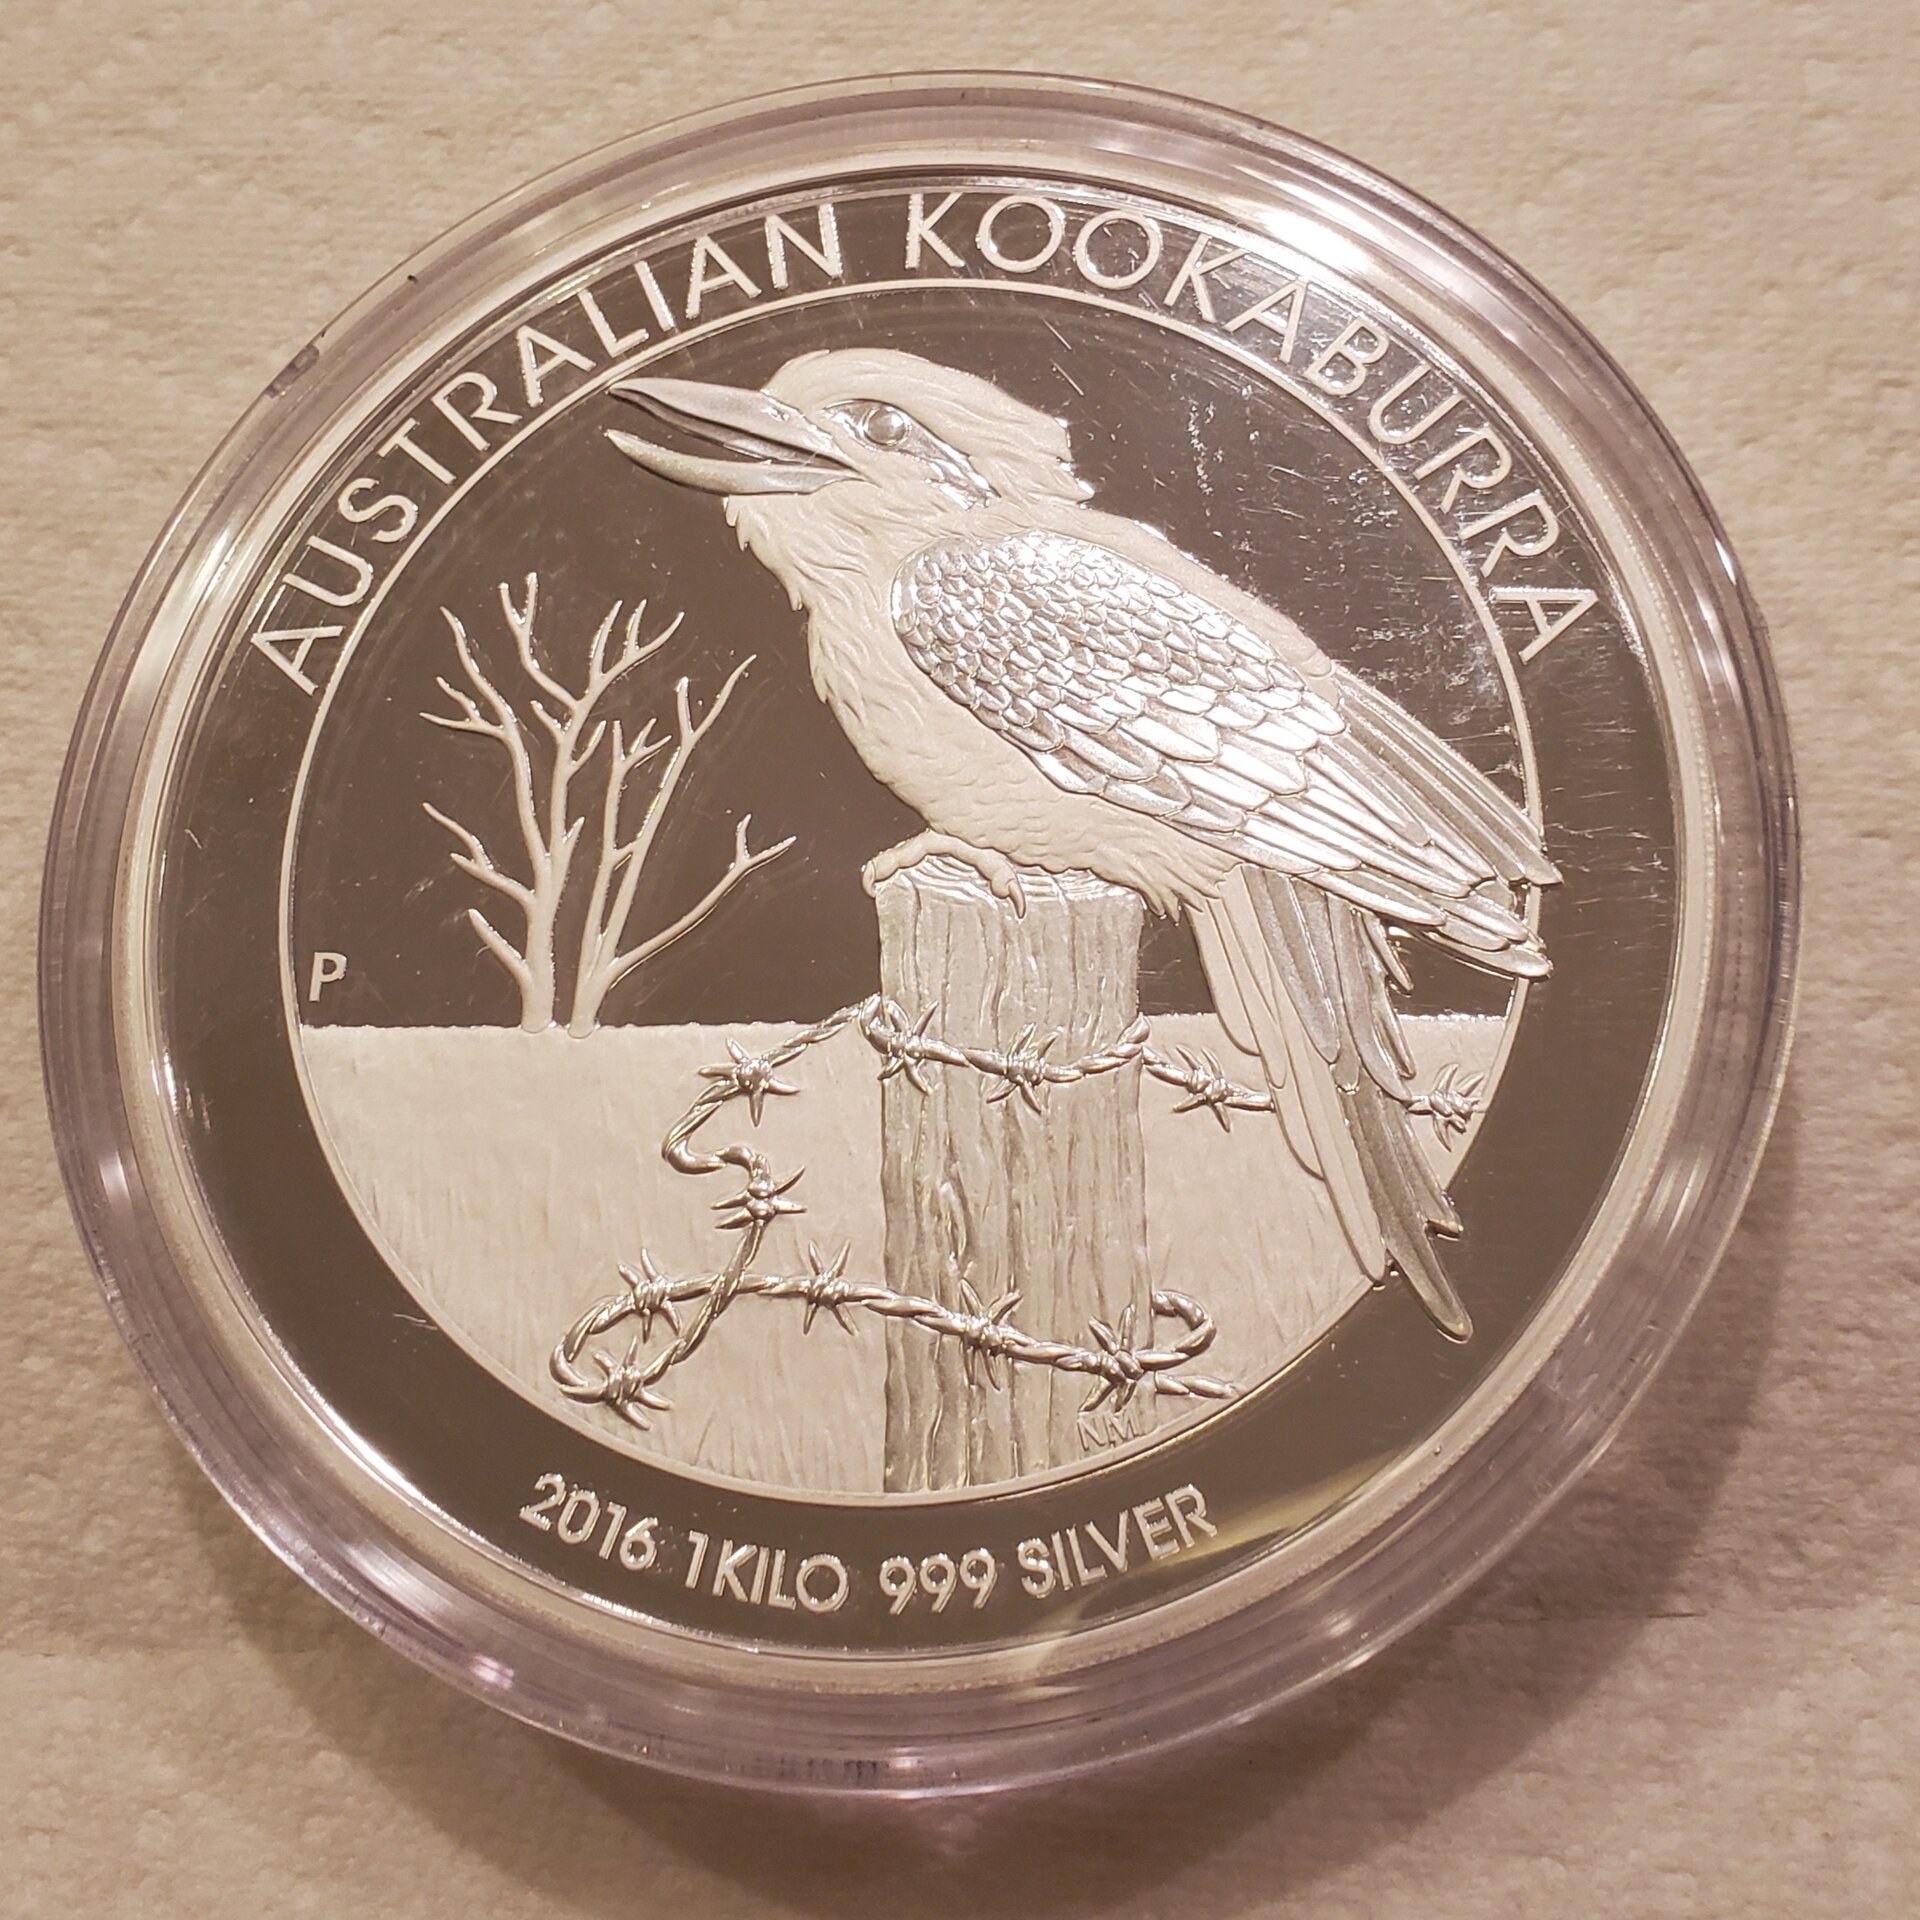 AUSTRALIAN KOOKABURRA
P
NM
2016 1KILO 999 SILVER